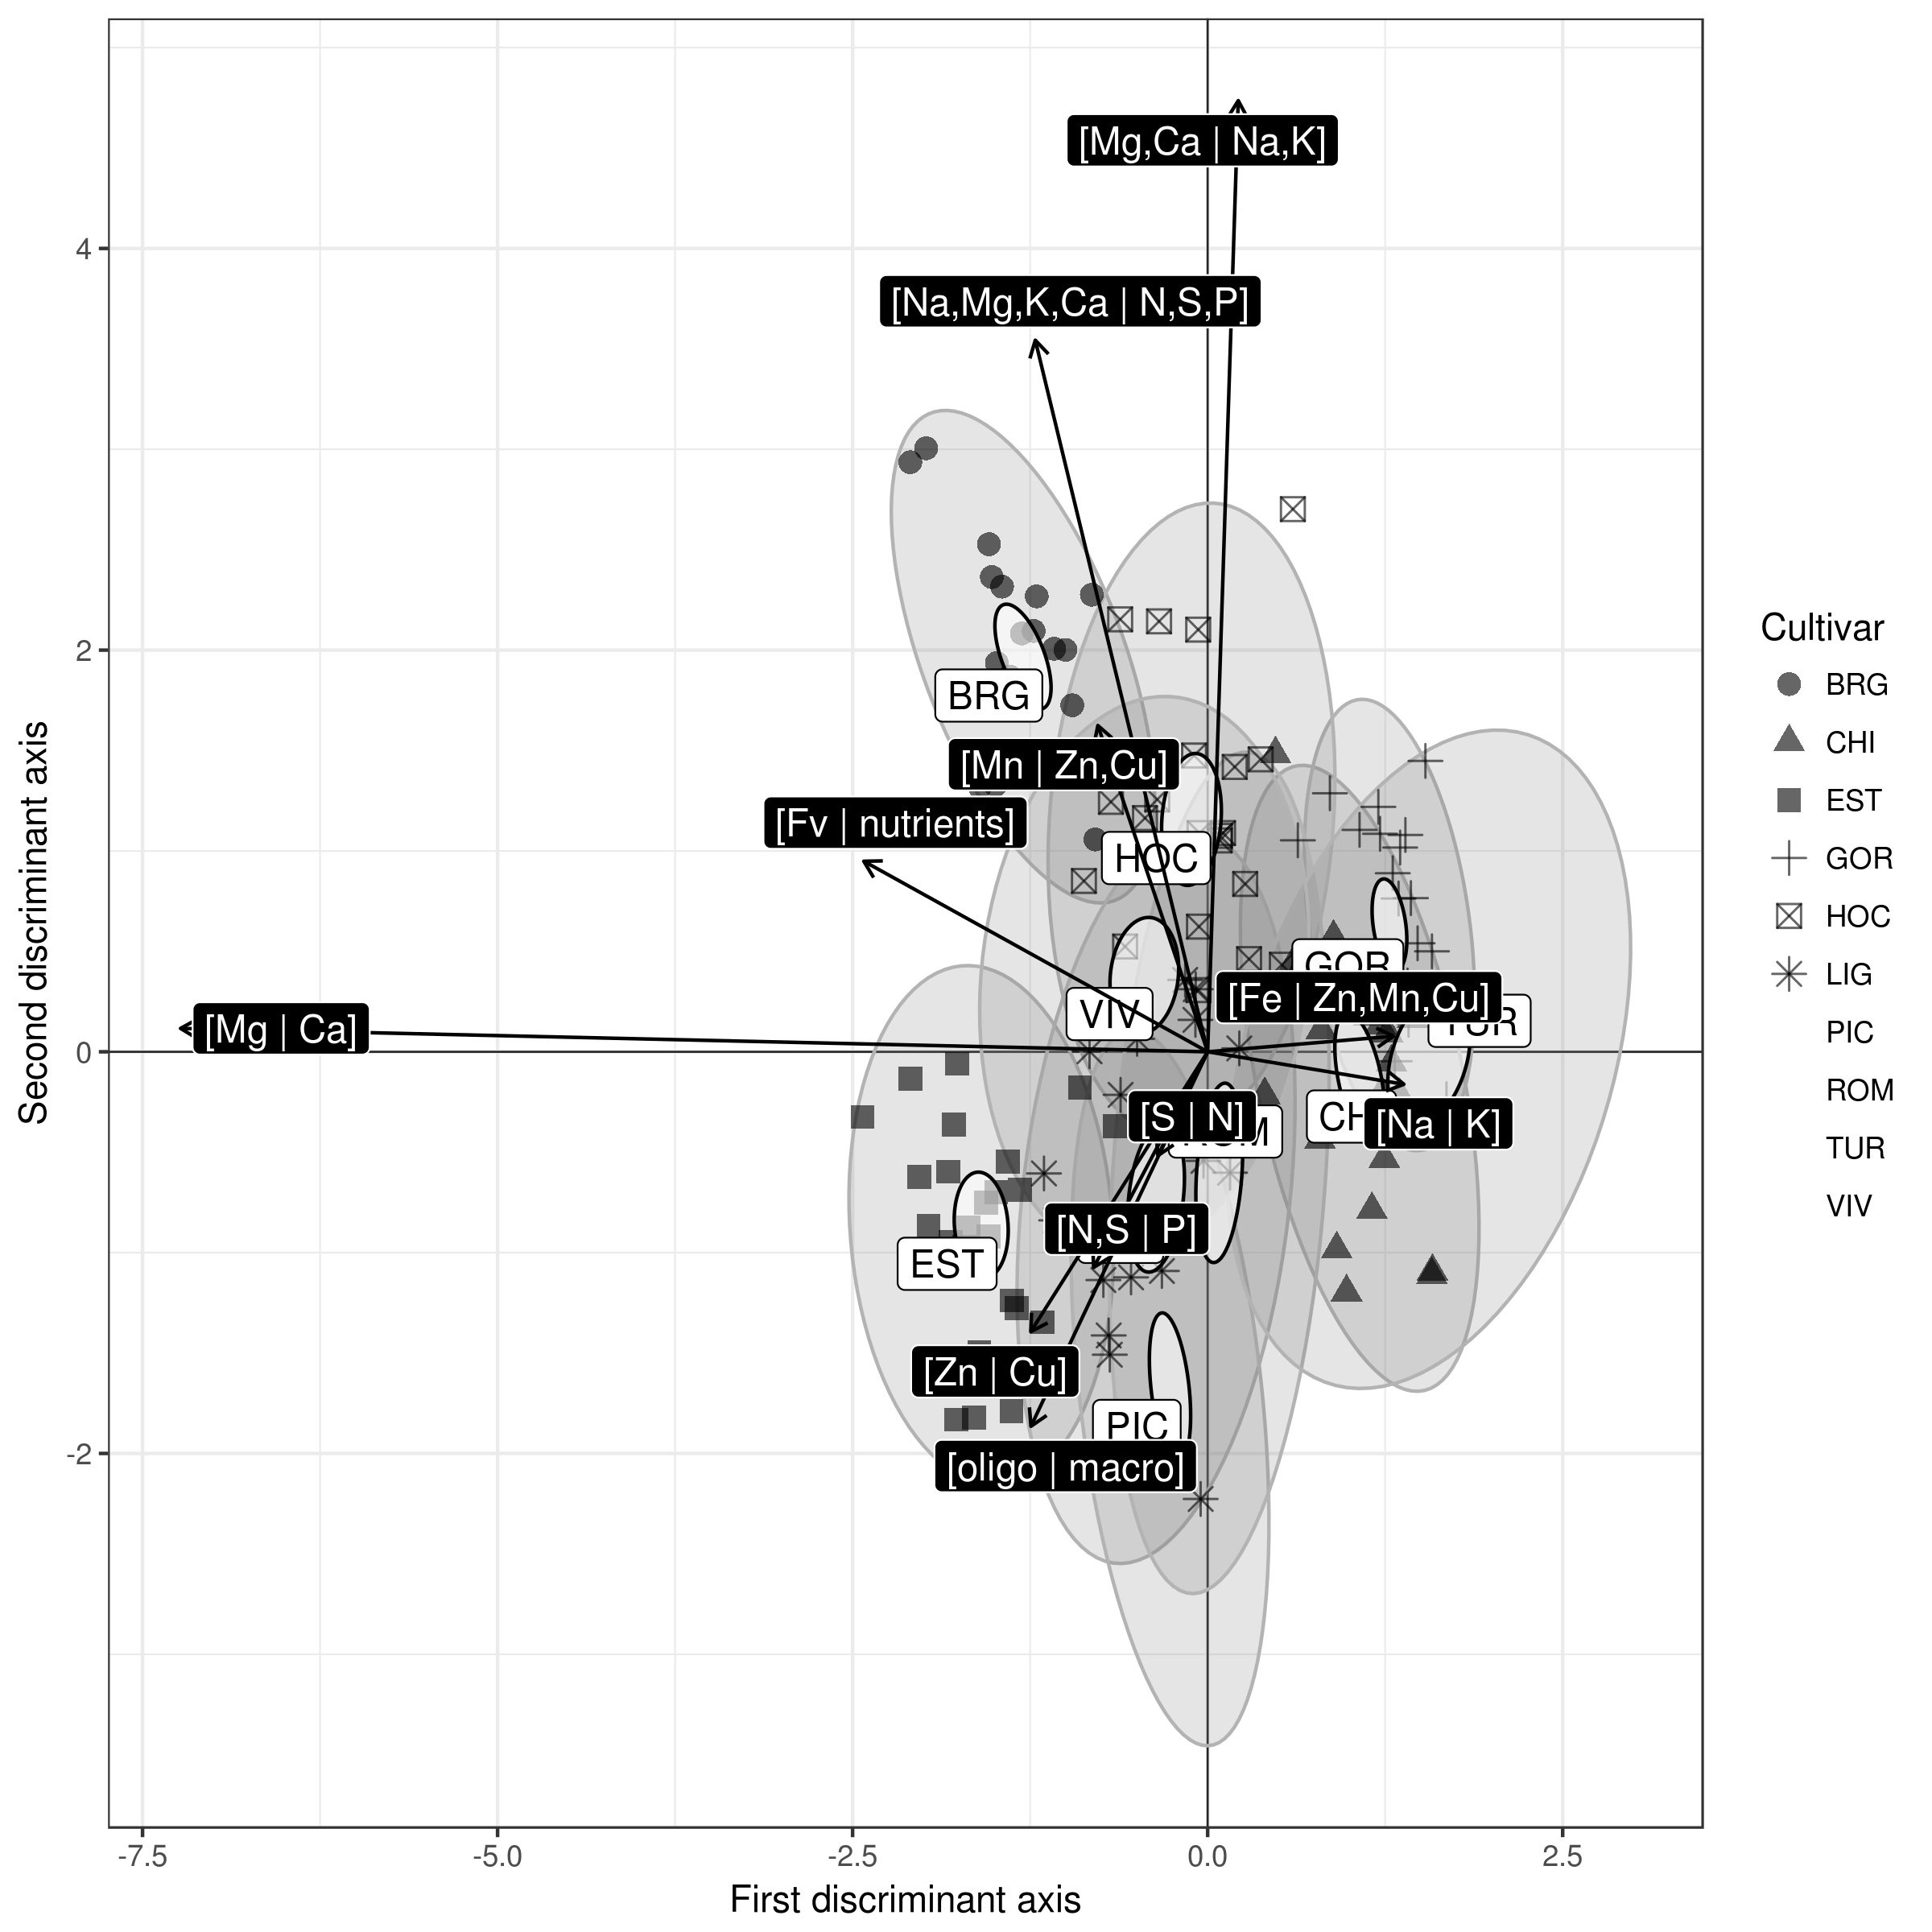 [Mg,Ca | Na,K]
4
[Na,Mg,K,Ca | N,S,P]
Cultivar
2
BRG
BRG
[Mn | Zn,Cu]
CHI
EST
[Fv | nutrients]
HOC
GOR
HOC
GOR
LIG
[Fe | Zn,Mn,Cu]
VIV
TUR
[Mg | Ca]
PIC
0
Second discriminant axis
ROM
[S | N]
CH
[Na | K]
TUR
VIV
[N,S | P]
EST
[Zn | Cu]
PIC
-2
[oligo | macro]
-7.5
-5.0
-2.5
0.0
2.5
First discriminant axis